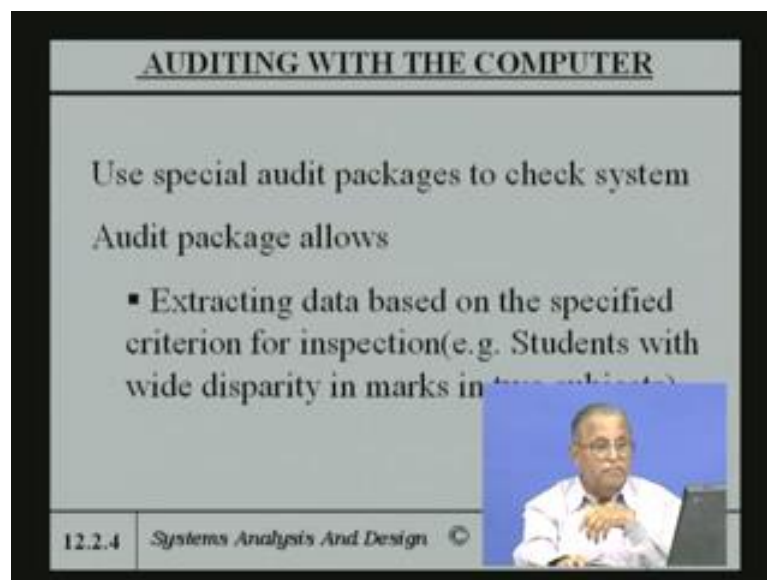 AUDITING WITH THE COMPUTER
Use special audit packages to check system
Audit package allows
▪ Extracting data based on the specified
criterion for inspection(e.g. Students with
wide disparity in marks in
12.2.4 Systems Analysis And Design ©